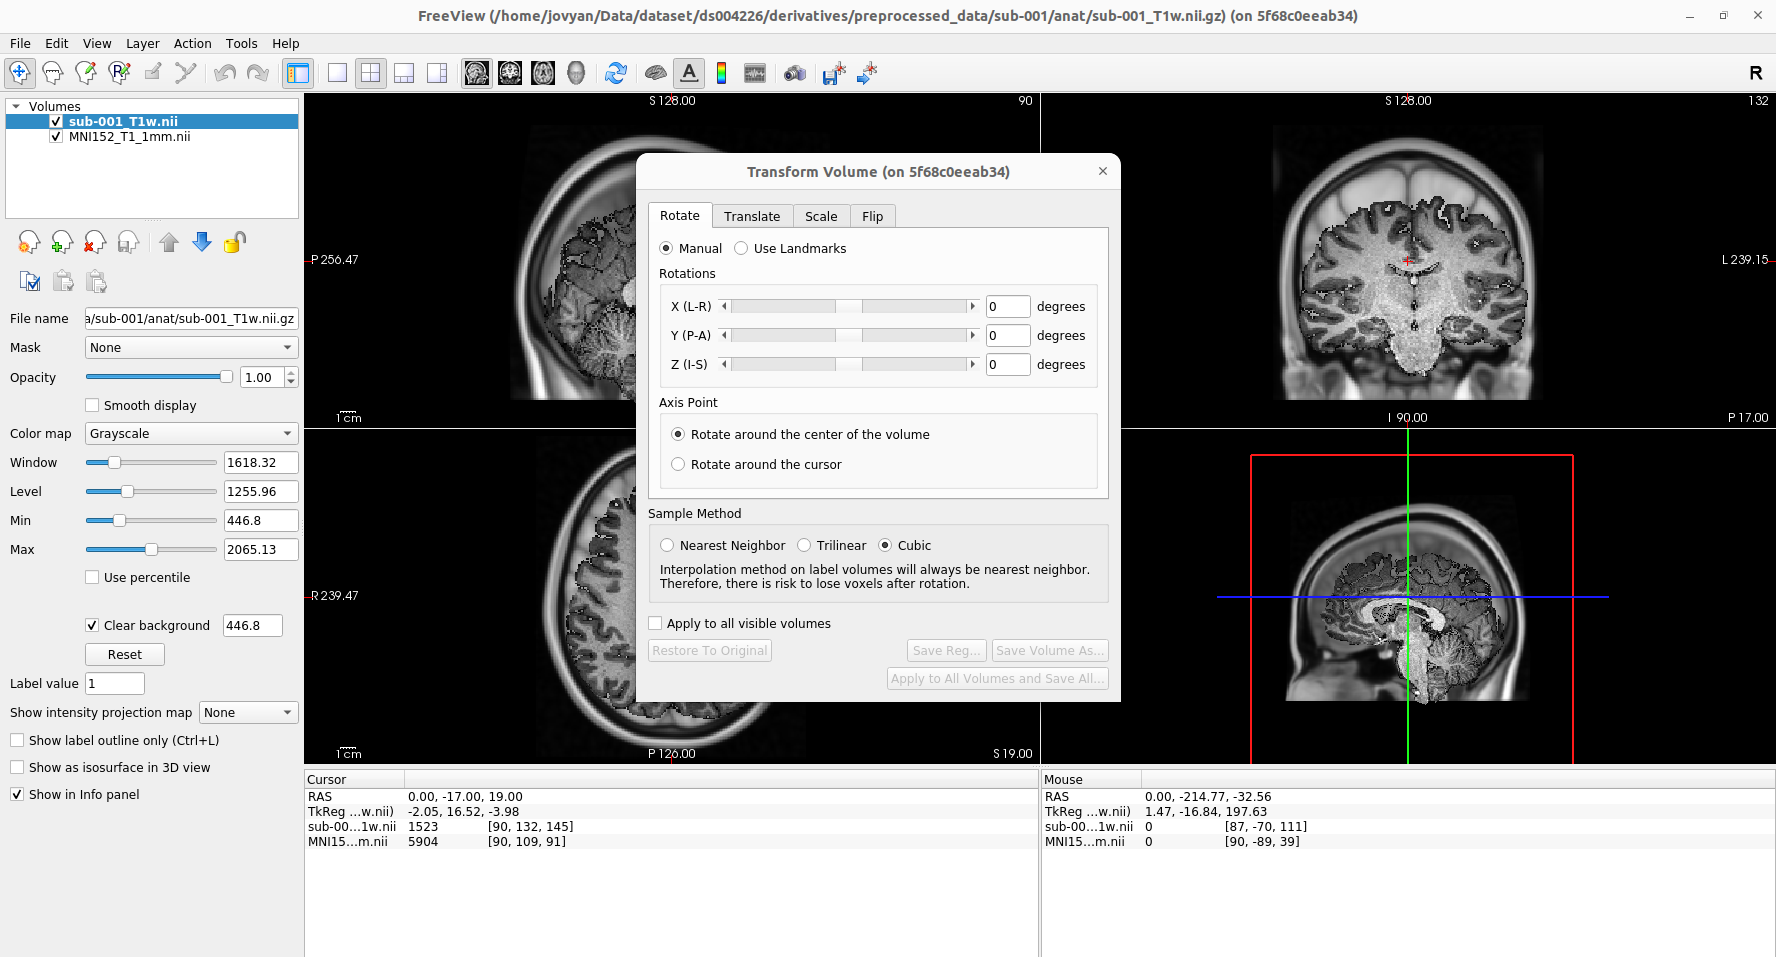 FreeView (/home/jovyan/Data/dataset/ds004226/derivatives/preprocessed_data/sub-001/anat/sub-001_T1w.nii.gz) (on 5f68c0eeab34)
File Edit View Layer Action Tools Help
R
Volumes
sub-001_T1w.nii
MNI152_T1_1mm.nii
File name a/sub-001/anat/sub-001_T1w.nii.gz
Mask None
Opacity 1.00
Smooth display
Color map Grayscale
Window 1618.32
Level 1255.96
Min 446.8
Max 2065.13
Use percentile
Clear background 446.8
Reset
Label value 1
Show intensity projection map None
Show label outline only (Ctrl+L)
Show as isosurface in 3D view
Show in Info panel
S 128.00
90
P 256.47
1 cm
S 128.00
132
L 239.15
I 90.00
P 17.00
R 239.47
1 cm
P 126.00
S 19.00
Transform Volume (on 5f68c0eeab34)
Rotate Translate Scale Flip
Manual Use Landmarks
Rotations
X (L-R) 0 degrees
Y (P-A) 0 degrees
Z (I-S) 0 degrees
Axis Point
Rotate around the center of the volume
Rotate around the cursor
Sample Method
Nearest Neighbor Trilinear Cubic
Interpolation method on label volumes will always be nearest neighbor.
Therefore, there is risk to lose voxels after rotation.
Apply to all visible volumes
Restore To Original Save Reg... Save Volume As...
Apply to All Volumes and Save All...
Cursor
RAS 0.00, -17.00, 19.00
TkReg ...w.nii) -2.05, 16.52, -3.98
sub-00...1w.nii 1523 [90, 132, 145]
MNI15...m.nii 5904 [90, 109, 91]
Mouse
RAS 0.00, -214.77, -32.56
TkReg ...w.nii) 1.47, -16.84, 197.63
sub-00...1w.nii 0 [87, -70, 111]
MNI15...m.nii 0 [90, -89, 39]